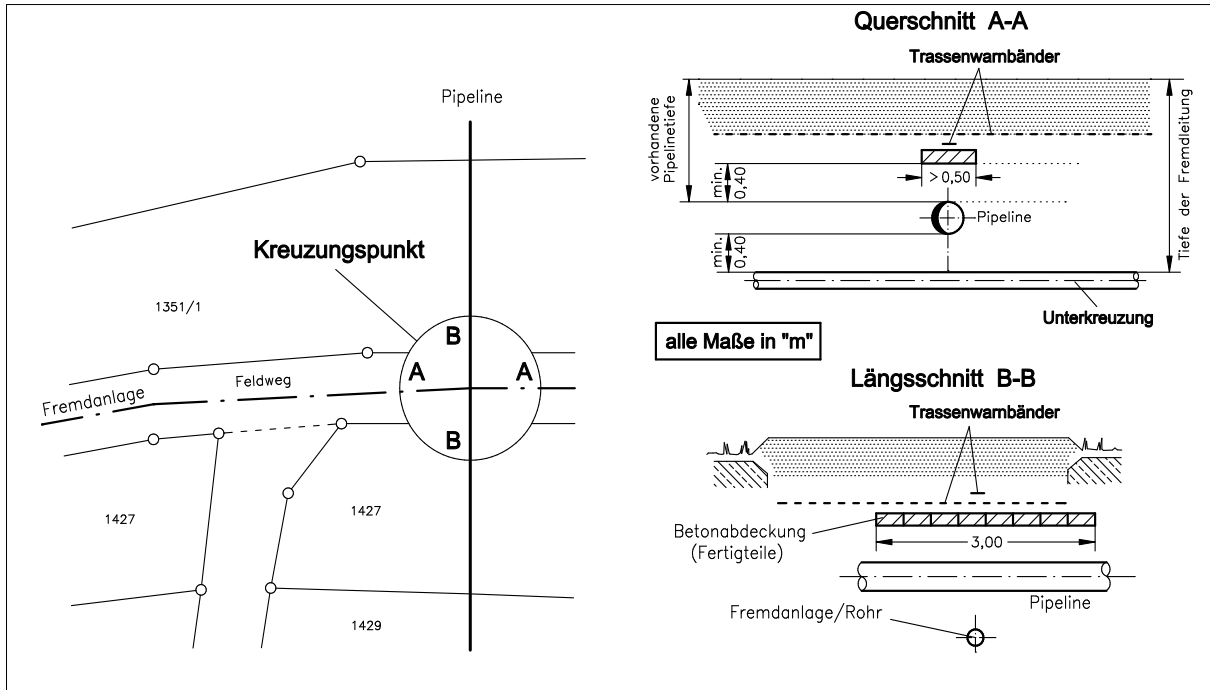 Pipeline
Kreuzungspunkt
1351/1
B
A
A
Feldweg
Fremdanlage
B
1427
1427
1429
Querschnitt A-A
Trassenwarnbänder
vorhandene
Pipelinetiefe
min.
0,40
> 0,50
Pipeline
min.
0,40
Tiefe der Fremdleitung
Unterkreuzung
alle Maße in "m"
Längsschnitt B-B
Trassenwarnbänder
Betonabdeckung
(Fertigteile)
3,00
Pipeline
Fremdanlage/Rohr